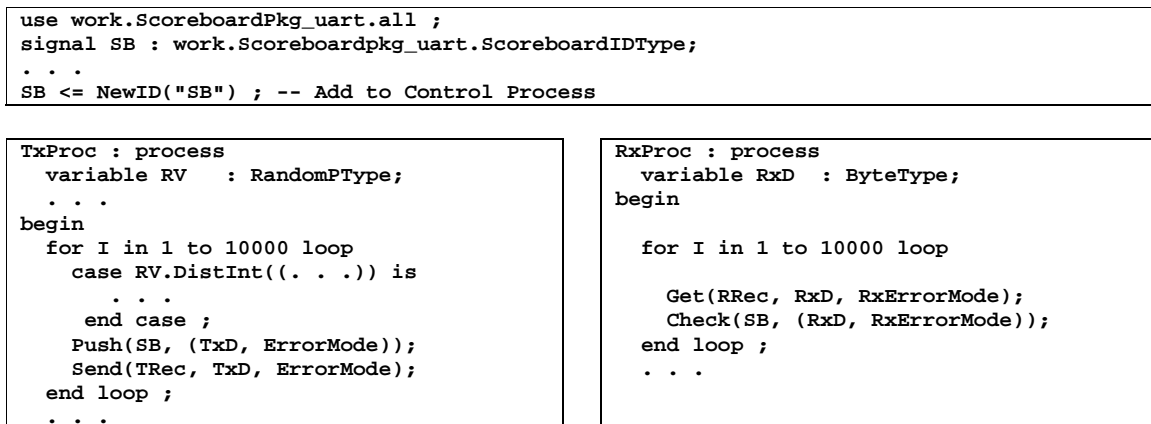 use work.ScoreboardPkg_uart.all ;
signal SB : work.Scoreboardpkg_uart.ScoreboardIDType;
. . .
SB <= NewID("SB") ; -- Add to Control Process
TxProc : process
variable RV : RandomPType;
. . .
begin
for I in 1 to 10000 loop
case RV.DistInt((. . .)) is
. . .
end case ;
Push(SB, (TxD, ErrorMode));
Send(TRec, TxD, ErrorMode);
end loop ;
. . .
RxProc : process
variable RxD : ByteType;
begin
for I in 1 to 10000 loop
Get(RRec, RxD, RxErrorMode);
Check(SB, (RxD, RxErrorMode));
end loop ;
. . .